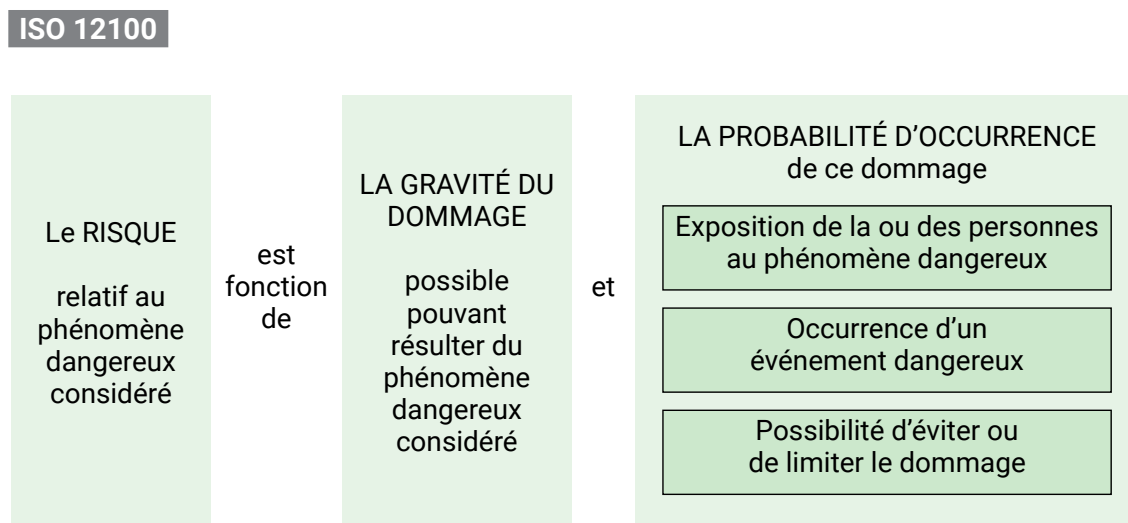 ISO 12100
Le RISQUE
relatif au
phénomène
dangereux
considéré
est
fonction
de
LA GRAVITÉ DU
DOMMAGE
possible
pouvant
résulter du
phénomène
dangereux
considéré
et
LA PROBABILITÉ D’OCCURRENCE
de ce dommage
Exposition de la ou des personnes
au phénomène dangereux
Occurrence d’un
événement dangereux
Possibilité d'éviter ou
de limiter le dommage